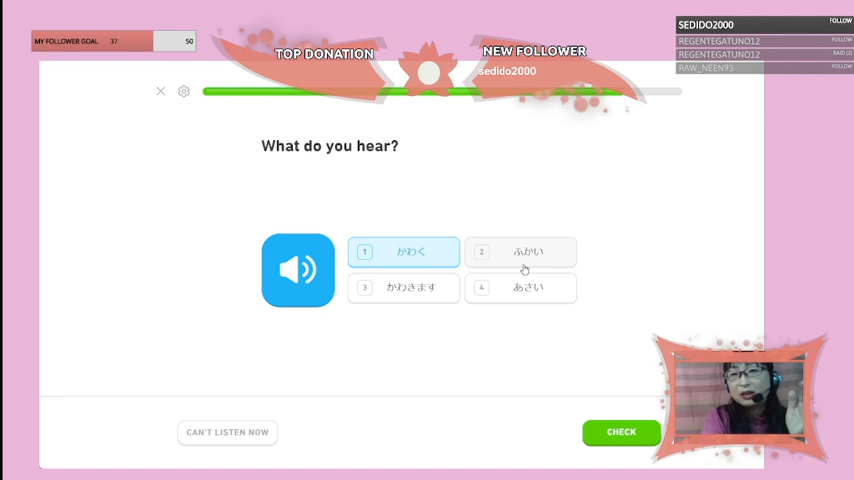 MY FOLLOWER GOAL 37 50
TOP DONATION
NEW FOLLOWER
sedido2000
SEDIDO2000 FOLLOW
REGENTEGATUNO12 FOLLOW
REGENTEGATUNO12 RAID (2)
RAW_NEEN93 FOLLOW
What do you hear?
1 かわく
2 ふかい
3 かわきます
4 あさい
CAN'T LISTEN NOW
CHECK